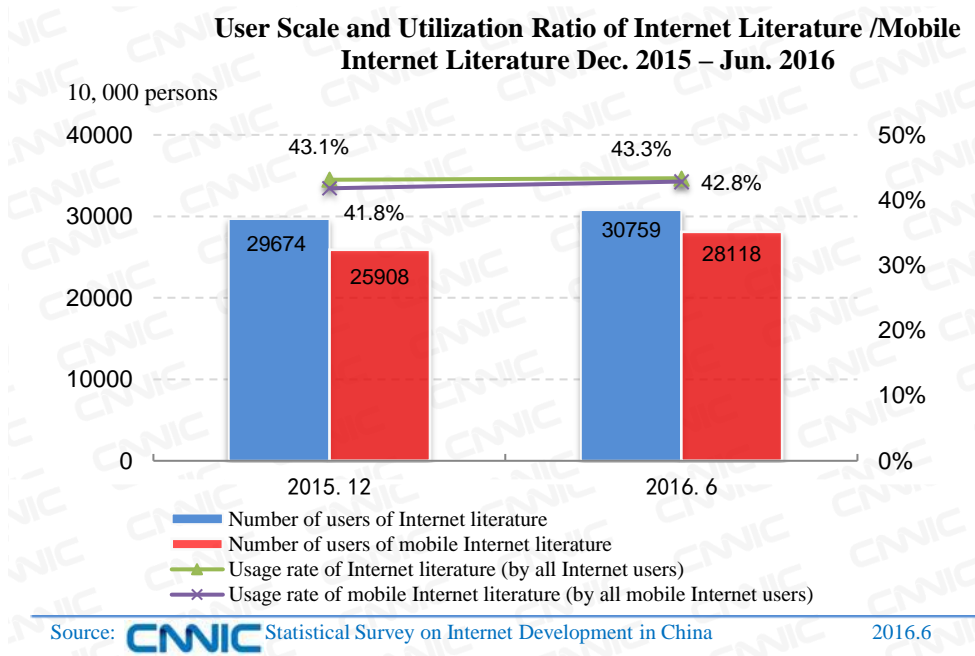 User Scale and Utilization Ratio of Internet Literature /Mobile
Internet Literature Dec. 2015 – Jun. 2016
10, 000 persons
40000
50%
43.1%
43.3%
42.8%
40%
30000
41.8%
29674
25908
30759
28118
30%
20000
20%
10000
10%
0
0%
2015. 12
2016. 6
Number of users of Internet literature
Number of users of mobile Internet literature
Usage rate of Internet literature (by all Internet users)
Usage rate of mobile Internet literature (by all mobile Internet users)
Source: CNNIC Statistical Survey on Internet Development in China 2016.6